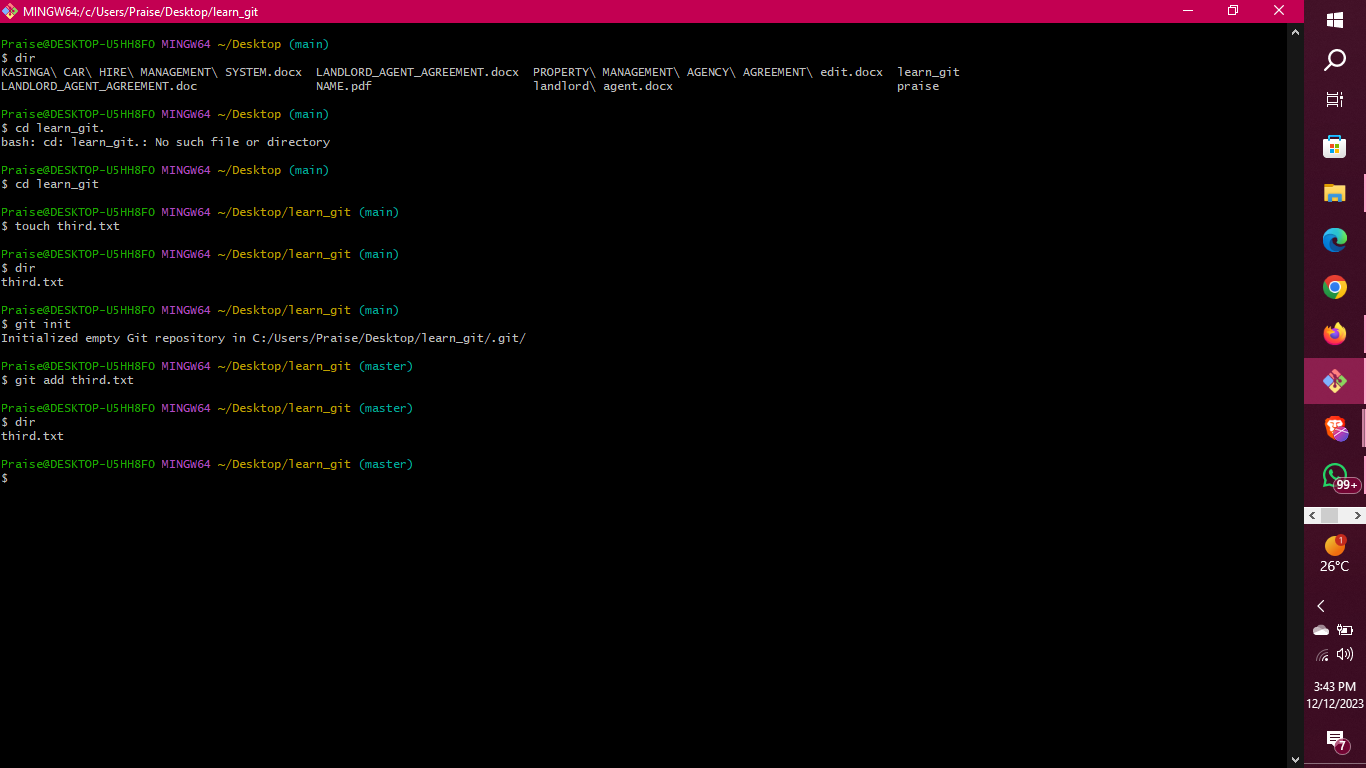 MINGW64:/c/Users/Praise/Desktop/learn_git
Praise@DESKTOP-U5HH8FO MINGW64 ~/Desktop (main)
$ dir
KASINGA\ CAR\ HIRE\ MANAGEMENT\ SYSTEM.docx  LANDLORD_AGENT_AGREEMENT.docx  PROPERTY\ MANAGEMENT\ AGENCY\ AGREEMENT\ edit.docx  learn_git
LANDLORD_AGENT_AGREEMENT.doc                 NAME.pdf                       landlord\ agent.docx                                praise
Praise@DESKTOP-U5HH8FO MINGW64 ~/Desktop (main)
$ cd learn_git.
bash: cd: learn_git.: No such file or directory
Praise@DESKTOP-U5HH8FO MINGW64 ~/Desktop (main)
$ cd learn_git
Praise@DESKTOP-U5HH8FO MINGW64 ~/Desktop/learn_git (main)
$ touch third.txt
Praise@DESKTOP-U5HH8FO MINGW64 ~/Desktop/learn_git (main)
$ dir
third.txt
Praise@DESKTOP-U5HH8FO MINGW64 ~/Desktop/learn_git (main)
$ git init
Initialized empty Git repository in C:/Users/Praise/Desktop/learn_git/.git/
Praise@DESKTOP-U5HH8FO MINGW64 ~/Desktop/learn_git (master)
$ git add third.txt
Praise@DESKTOP-U5HH8FO MINGW64 ~/Desktop/learn_git (master)
$ dir
third.txt
Praise@DESKTOP-U5HH8FO MINGW64 ~/Desktop/learn_git (master)
$
99+
1
26°C
3:43 PM
12/12/2023
7